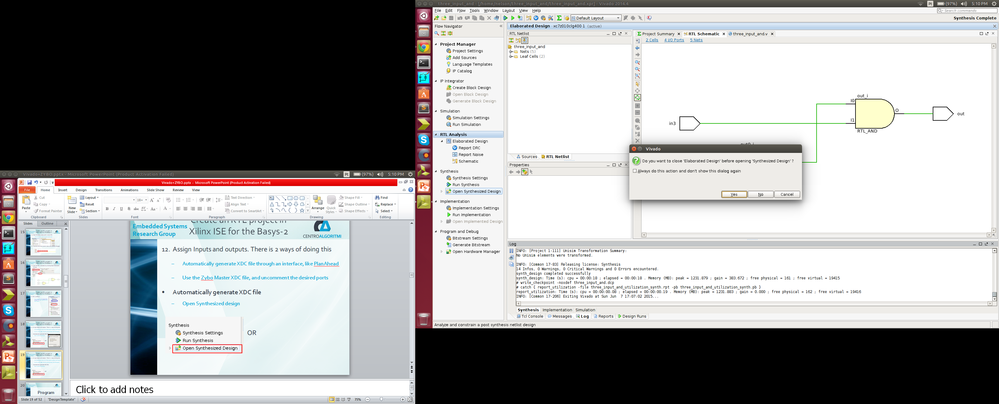 Vivado+ZYBO.pptx - Microsoft PowerPoint (Product Activation Failed)
Pt
(97%)
5:10 PM
Vivado+ZYBO.pptx - Microsoft PowerPoint (Product Activation Failed)
File
Home
Insert
Design
Transitions
Animations
Slide Show
Review
View
Paste
Cut
Copy
Format Painter
Clipboard
New
Slide
Layout
Reset
Section
Slides
18
Font
Text Direction
Align Text
Convert to SmartArt
Paragraph
Arrange
Quick
Styles
Shape Fill
Shape Outline
Shape Effects
Drawing
Find
Replace
Select
Editing
Slides
Outline
15
16
17
18
19
20
Program
Embedded Systems
Research Group
Create an RTL project in
Xilinx ISE for the Basys-2
CENTROALGORITMI
12. Assign Inputs and outputs. There is 2 ways of doing this
– Automatically generate XDC file through an interface, like PlanAhead
– Use the Zybo Master XDC file, and uncomment the desired ports
• Automatically generate XDC file
– Open Synthesized design
Synthesis
Synthesis Settings
Run Synthesis
Open Synthesized Design
OR
Click to add notes
Slide 19 of 52
"DesignTemplate"
75%
three_input_and - [/home/nelson/three_input_and/three_input_and.xpr] - Vivado 2014.4
Pt
(97%)
5:10 PM
File Edit Flow Tools Window Layout View Help
Search commands
Default Layout
Synthesis Complete
Flow Navigator
Project Manager
Project Settings
Add Sources
Language Templates
IP Catalog
IP Integrator
Create Block Design
Open Block Design
Generate Block Design
Simulation
Simulation Settings
Run Simulation
RTL Analysis
Elaborated Design
Report DRC
Report Noise
Schematic
Synthesis
Synthesis Settings
Run Synthesis
Open Synthesized Design
Implementation
Implementation Settings
Run Implementation
Open Implemented Design
Program and Debug
Bitstream Settings
Generate Bitstream
Open Hardware Manager
Elaborated Design - xc7z010clg400-1 (active)
RTL Netlist
three_input_and
Nets (5)
Leaf Cells (2)
Sources
RTL Netlist
Properties
Project Summary
RTL Schematic
three_input_and.v
2 Cells
4 I/O Ports
5 Nets
in3
out_i
I0
I1
O
RTL_AND
out
out0_i
Vivado
Do you want to close 'Elaborated Design' before opening 'Synthesized Design' ?
Always do this action and don't show this dialog again
Yes
No
Cancel
Log
INFO: [Project 1-111] Unisim Transformation Summary:
No Unisim elements were transformed.
INFO: [Common 17-83] Releasing license: Synthesis
14 Infos, 0 Warnings, 0 Critical Warnings and 0 Errors encountered.
synth_design completed successfully
synth_design: Time (s): cpu = 00:00:18 ; elapsed = 00:00:18 . Memory (MB): peak = 1231.879 ; gain = 383.672 ; free physical = 161 ; free virtual = 19415
# write_checkpoint -noxdef three_input_and.dcp
# catch { report_utilization -file three_input_and_utilization_synth.rpt -pb three_input_and_utilization_synth.pb }
report_utilization: Time (s): cpu = 00:00:00.08 ; elapsed = 00:00:00.19 . Memory (MB): peak = 1231.883 ; gain = 0.000 ; free physical = 162 ; free virtual = 19416
INFO: [Common 17-206] Exiting Vivado at Sun Jun  7 17:07:02 2015...
Synthesis
Implementation
Simulation
Tcl Console
Messages
Log
Reports
Design Runs
Analyze and constrain a post synthesis netlist design